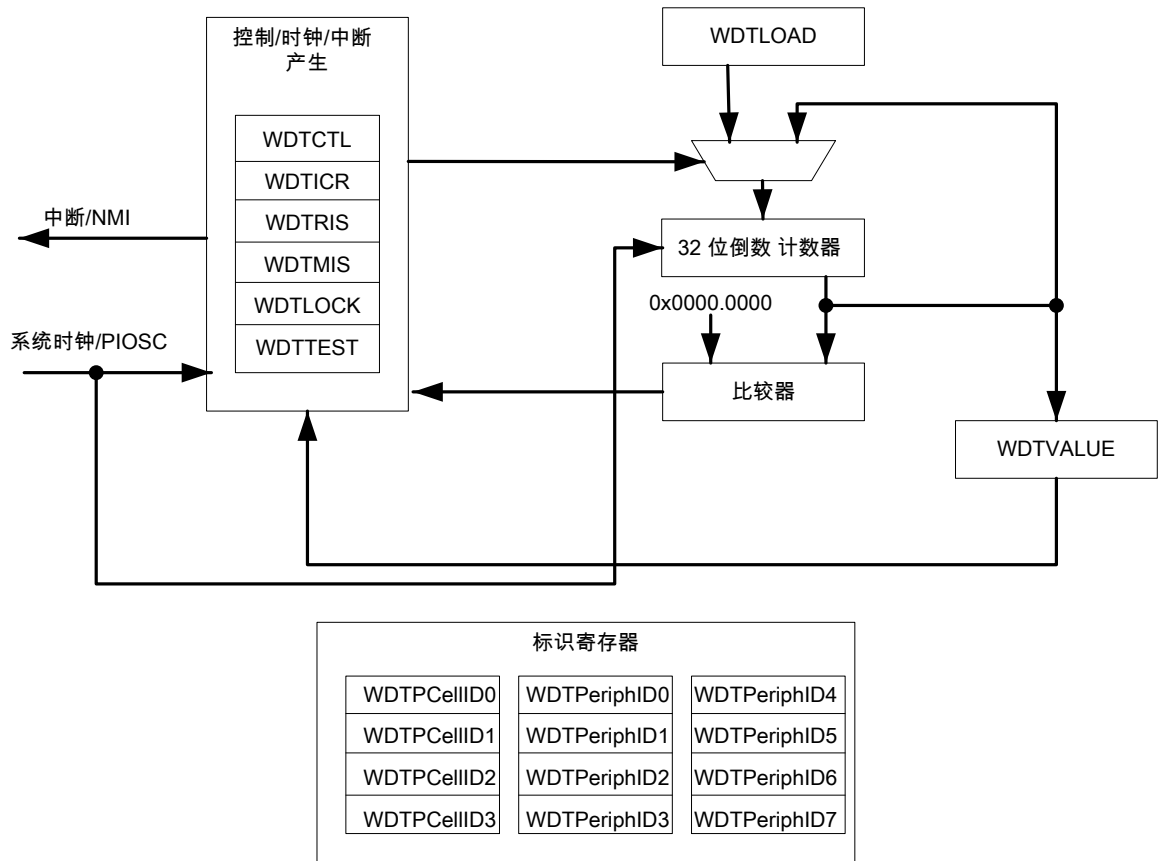 控制/时钟/中断
产生
WDTCTL
WDTICR
WDTRIS
WDTMIS
WDTLOCK
WDTTEST
中断/NMI
系统时钟/PIOSC
WDTLOAD
32 位倒数 计数器
0x0000.0000
比较器
WDTVALUE
标识寄存器
WDTPCellID0 WDTPeriphID0 WDTPeriphID4
WDTPCellID1 WDTPeriphID1 WDTPeriphID5
WDTPCellID2 WDTPeriphID2 WDTPeriphID6
WDTPCellID3 WDTPeriphID3 WDTPeriphID7